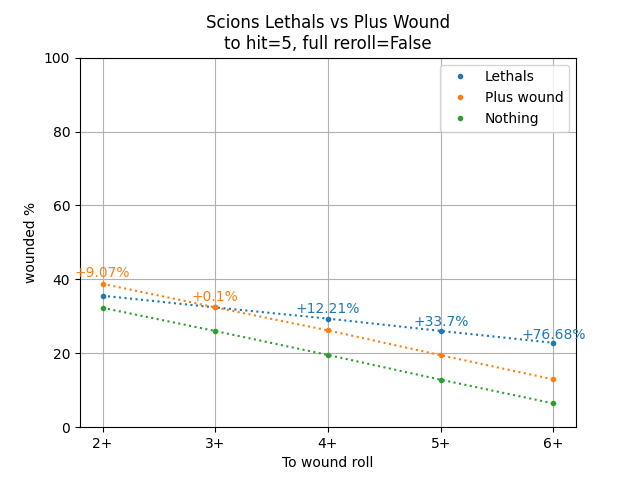 Scions Lethals vs Plus Wound
to hit=5, full reroll=False
100
80
60
40
20
0
wounded %
Lethals
Plus wound
Nothing
+9.07%
+0.1%
+12.21%
+33.7%
+76.68%
2+
3+
4+
5+
6+
To wound roll